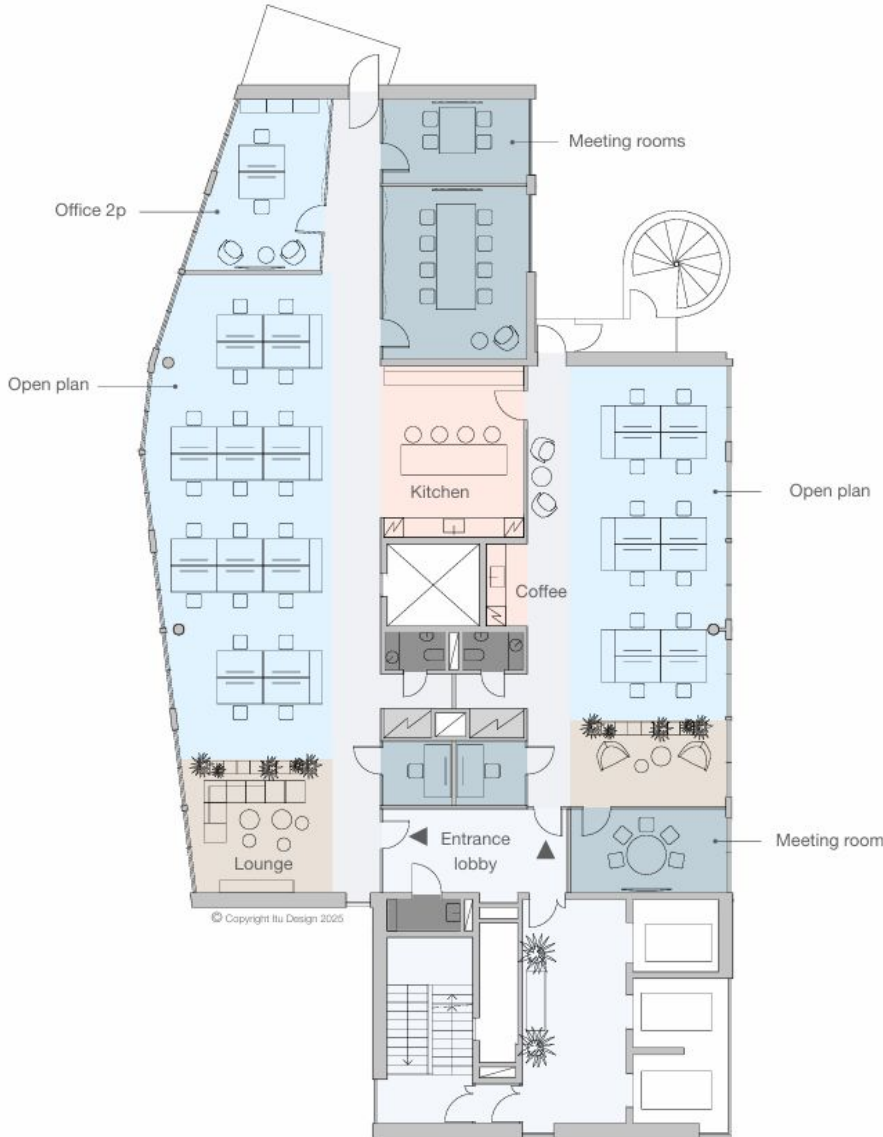 Meeting rooms
Office 2p
Open plan
Kitchen
Open plan
Coffee
Entrance
lobby
Meeting room
Lounge
© Copyright Itu Design 2025